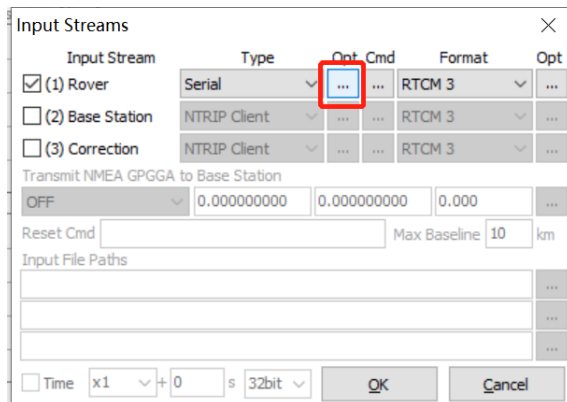 Input Streams
Input Stream Type Opt Cmd Format Opt
(1) Rover Serial ... ... RTCM 3 ...
(2) Base Station NTRIP Client ... ... RTCM 3 ...
(3) Correction NTRIP Client ... ... RTCM 3 ...
Transmit NMEA GPGGA to Base Station
OFF 0.000000000 0.000000000 0.000 ...
Reset Cmd Max Baseline 10 km
Input File Paths
...
...
...
Time x1 + 0 s 32bit OK Cancel